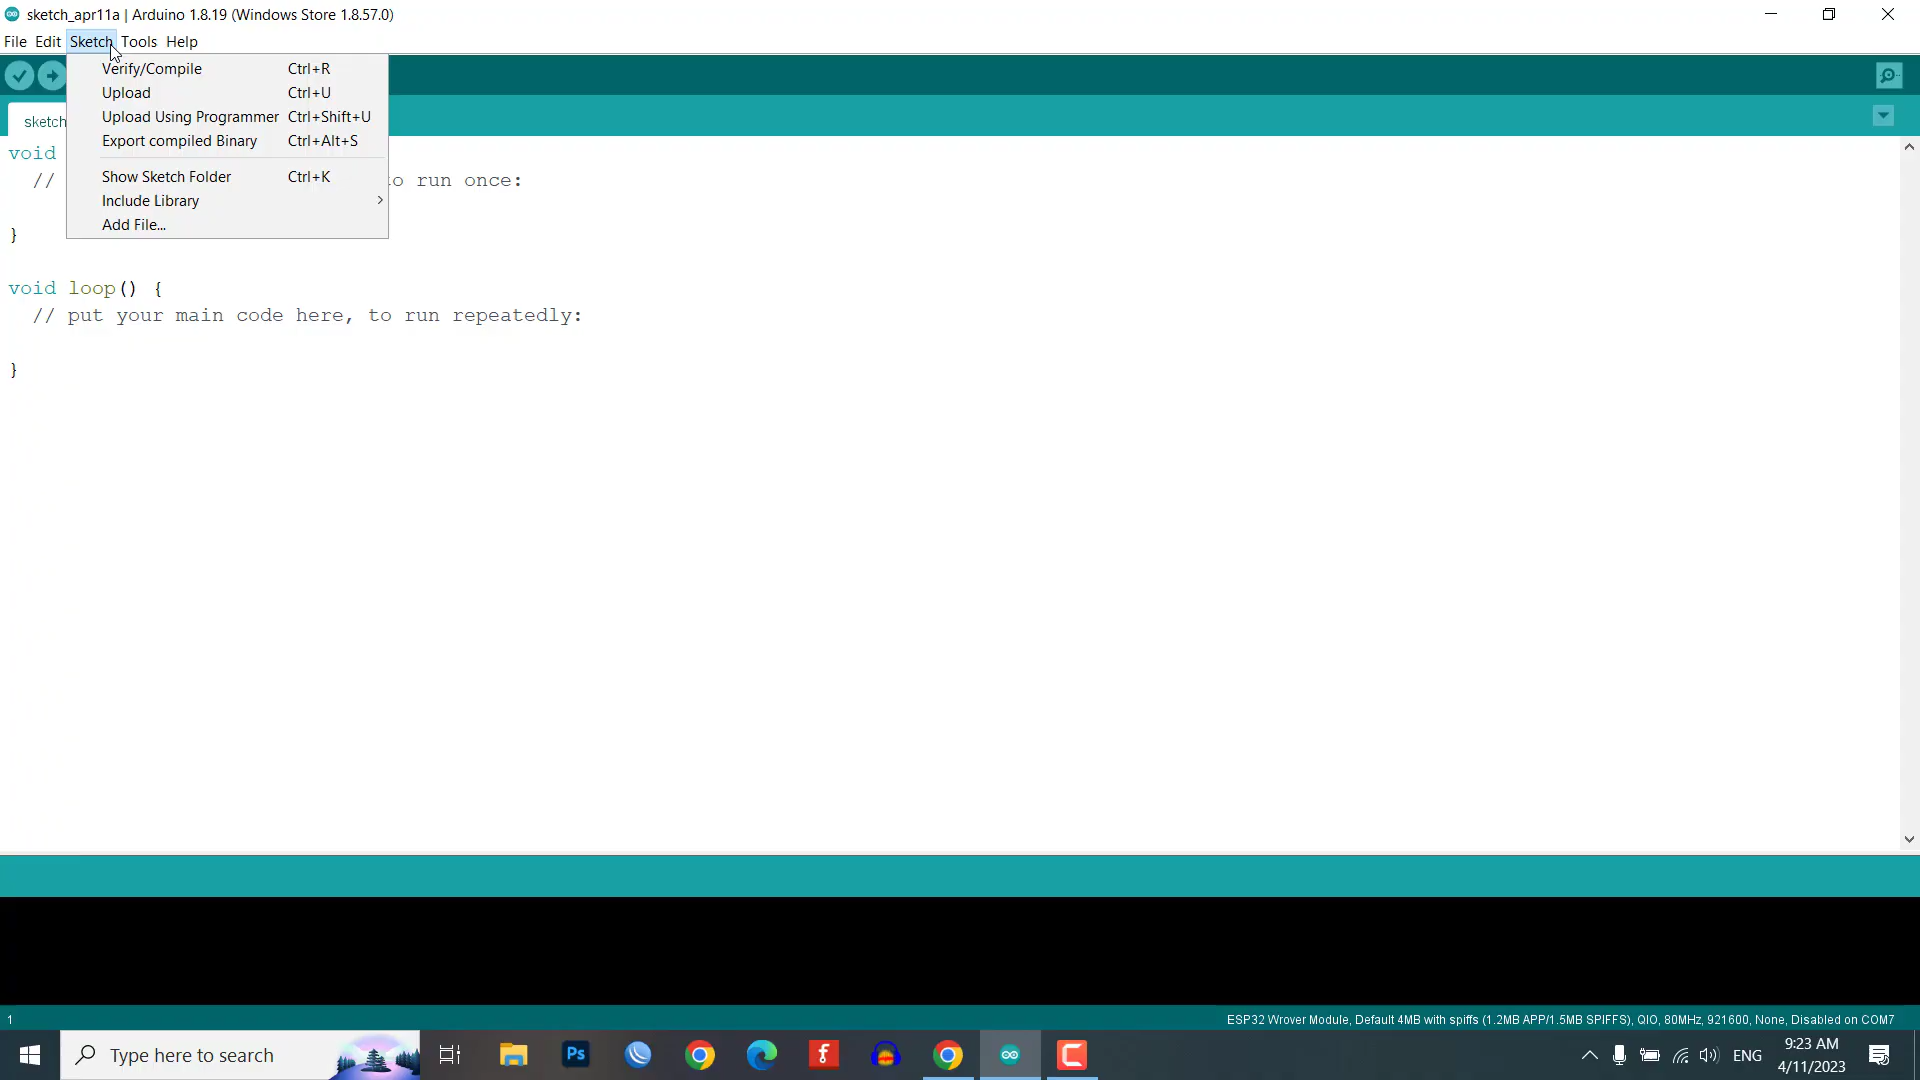 sketch_apr11a | Arduino 1.8.19 (Windows Store 1.8.57.0)
File Edit Sketch Tools Help
Verify/Compile Ctrl+R
Upload Ctrl+U
Upload Using Programmer Ctrl+Shift+U
Export compiled Binary Ctrl+Alt+S
Show Sketch Folder Ctrl+K
Include Library
Add File...
sketch
void
// to run once:
}
void loop() {
// put your main code here, to run repeatedly:
}
1
ESP32 Wrover Module, Default 4MB with spiffs (1.2MB APP/1.5MB SPIFFS), QIO, 80MHz, 921600, None, Disabled on COM7
Type here to search
Ps
ENG
9:23 AM
4/11/2023